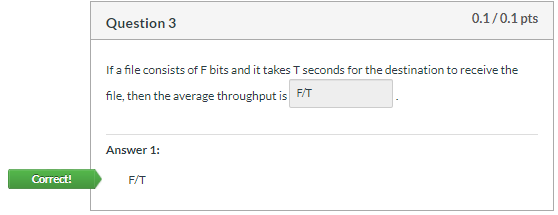 Question 3
0.1 / 0.1 pts
If a file consists of F bits and it takes T seconds for the destination to receive the
file, then the average throughput is F/T .
Answer 1:
Correct!
F/T